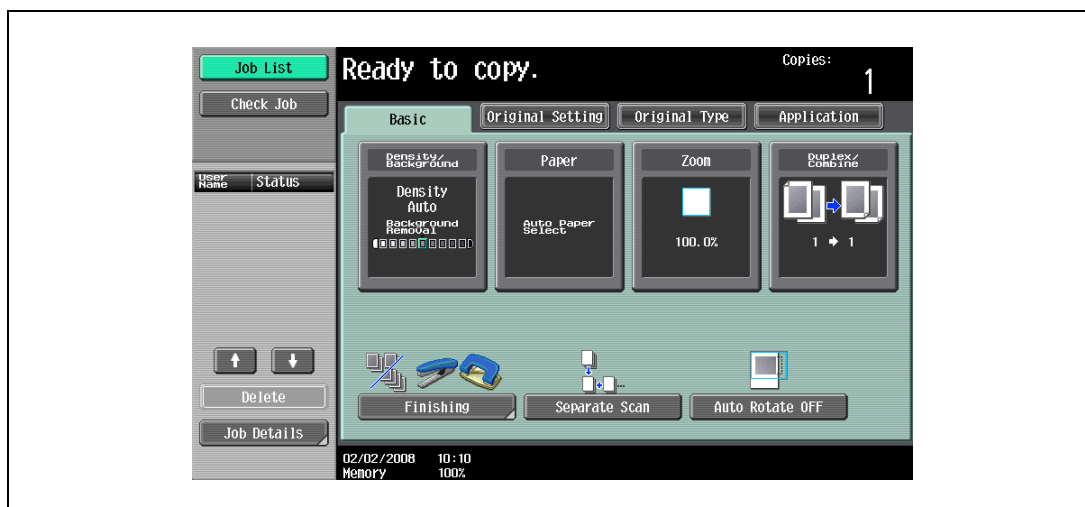 Job List
Check Job
User
Name
Status
Delete
Job Details
Ready to copy.
Copies:
1
Basic
Original Setting
Original Type
Application
Density/
Background
Density
Auto
Background
Removal
Paper
Auto Paper
Select
Zoom
100.0%
Duplex/
Combine
1 → 1
Finishing
Separate Scan
Auto Rotate OFF
02/02/2008 10:10
Memory 100%